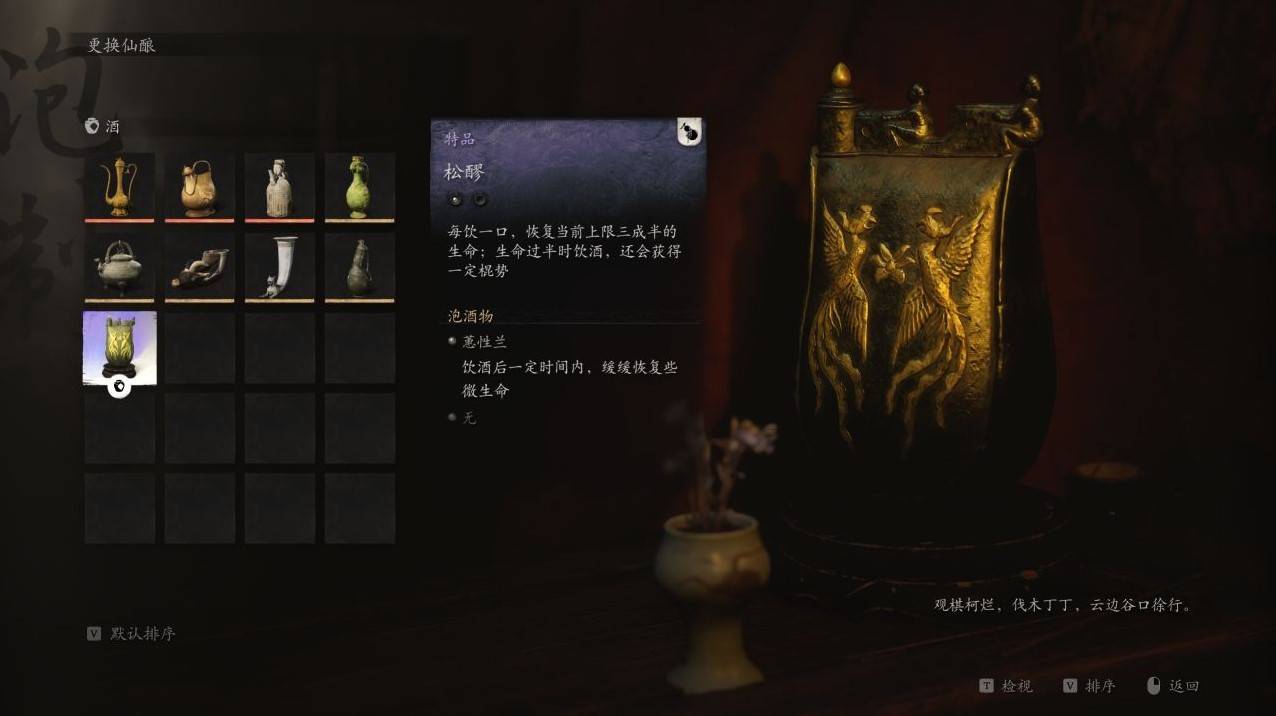 更换仙酿
泡
制
酒
特品
松醪
每饮一口，恢复当前上限三成半的
生命；生命过半时饮酒，还会获得
一定棍势
泡酒物
蕙性兰
饮酒后一定时间内，缓缓恢复些
微生命
无
观棋柯烂，伐木丁丁，云边谷口徐行。
V 默认排序
T 检视
V 排序
返回